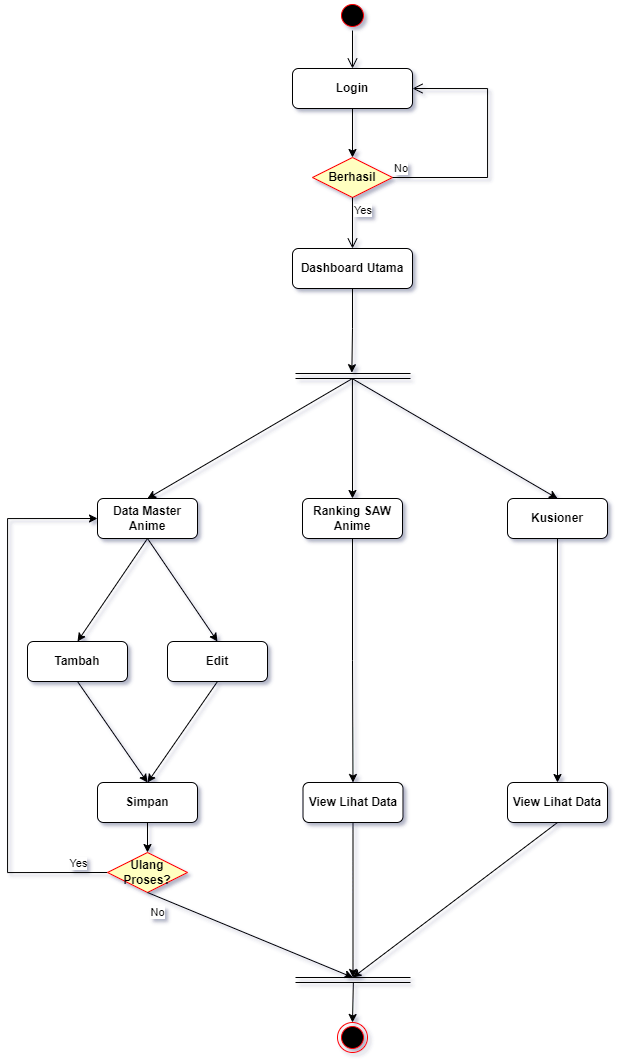 Login
Berhasil
No
Yes
Dashboard Utama
Data Master
Anime
Ranking SAW
Anime
Kusioner
Tambah
Edit
Simpan
View Lihat Data
View Lihat Data
Yes
Ulang
Proses?
No